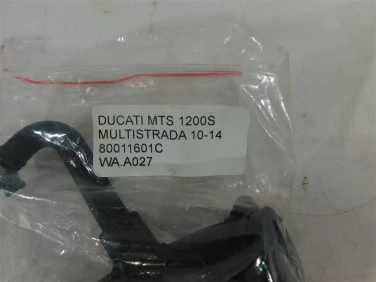 DUCATI MTS 1200S
MULTISTRADA 10-14
80011601C
WA.A027